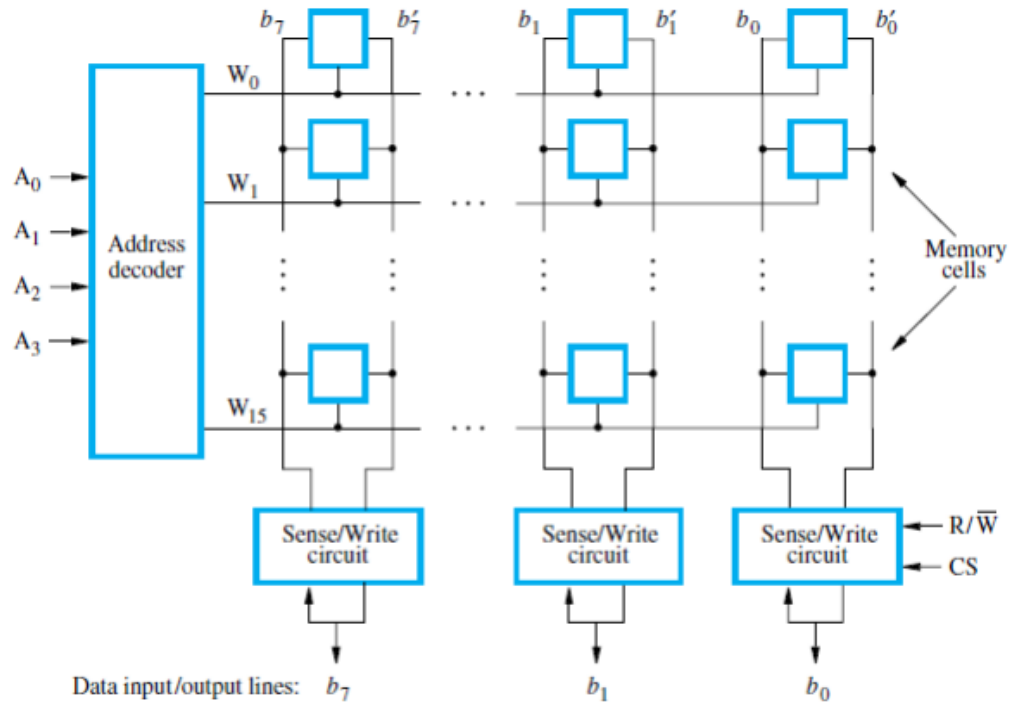 b₇ b′₇ b₁ b′₁ b₀ b′₀
W₀
• • •
A₀
W₁
• • •
A₁
Address
decoder
Memory
cells
A₂
A₃
W₁₅
• • •
Sense/Write
circuit
Sense/Write
circuit
Sense/Write
circuit
R/W̅
CS
Data input/output lines: b₇ b₁ b₀